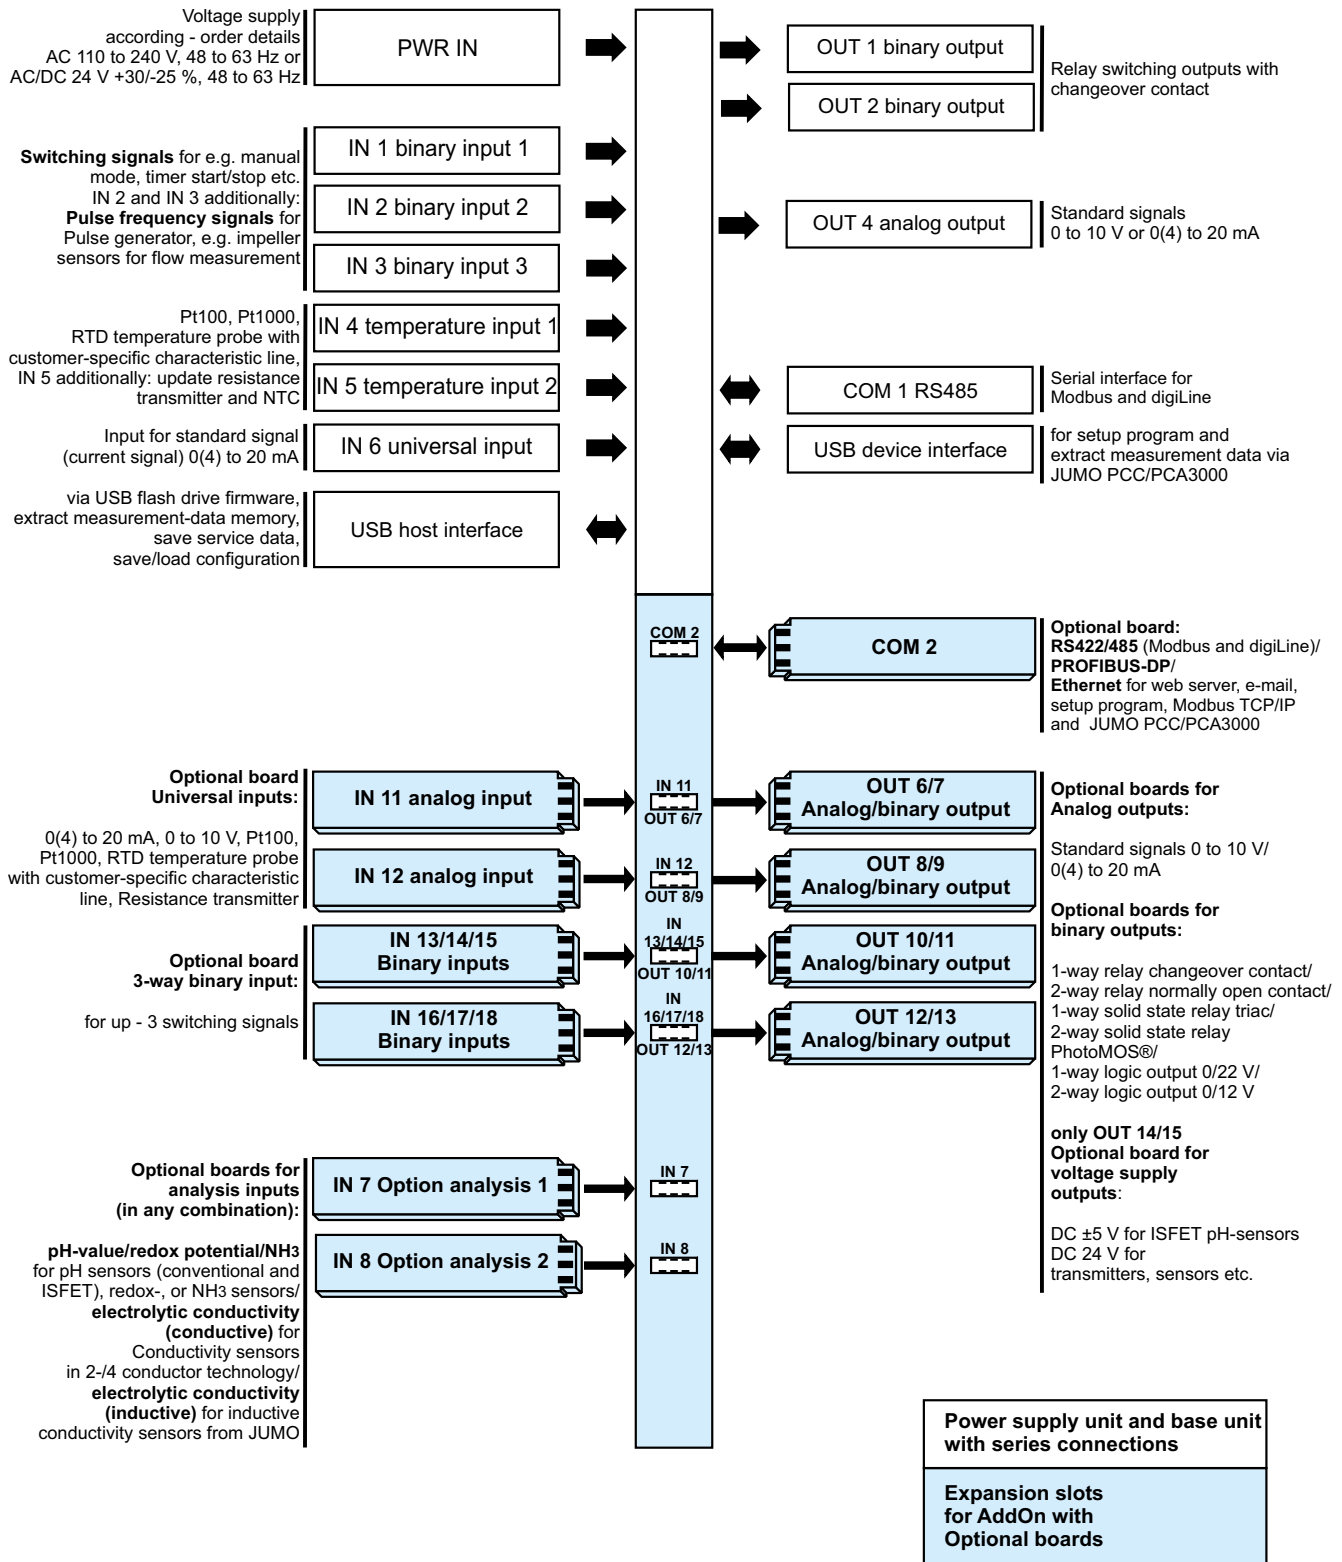 Voltage supply
according - order details
AC 110 to 240 V, 48 to 63 Hz or
AC/DC 24 V +30/-25 %, 48 to 63 Hz
PWR IN
OUT 1 binary output
OUT 2 binary output
Relay switching outputs with
changeover contact
Switching signals for e.g. manual
mode, timer start/stop etc.
IN 2 and IN 3 additionally:
Pulse frequency signals for
Pulse generator, e.g. impeller
sensors for flow measurement
IN 1 binary input 1
IN 2 binary input 2
IN 3 binary input 3
OUT 4 analog output
Standard signals
0 to 10 V or 0(4) to 20 mA
Pt100, Pt1000,
RTD temperature probe with
customer-specific characteristic line,
IN 5 additionally: update resistance
transmitter and NTC
IN 4 temperature input 1
IN 5 temperature input 2
COM 1 RS485
Serial interface for
Modbus and digiLine
Input for standard signal
(current signal) 0(4) to 20 mA
IN 6 universal input
USB device interface
for setup program and
extract measurement data via
JUMO PCC/PCA3000
via USB flash drive firmware,
extract measurement-data memory,
save service data,
save/load configuration
USB host interface
COM 2
COM 2
Optional board:
RS422/485 (Modbus and digiLine)/
PROFIBUS-DP/
Ethernet for web server, e-mail,
setup program, Modbus TCP/IP
and JUMO PCC/PCA3000
Optional board
Universal inputs:
0(4) to 20 mA, 0 to 10 V, Pt100,
Pt1000, RTD temperature probe
with customer-specific characteristic
line, Resistance transmitter
IN 11 analog input
IN 12 analog input
IN 11
OUT 6/7
IN 12
OUT 8/9
OUT 6/7
Analog/binary output
OUT 8/9
Analog/binary output
Optional board
3-way binary input:
for up - 3 switching signals
IN 13/14/15
Binary inputs
IN 16/17/18
Binary inputs
IN
13/14/15
OUT 10/11
IN
16/17/18
OUT 12/13
OUT 10/11
Analog/binary output
OUT 12/13
Analog/binary output
Optional boards for
Analog outputs:
Standard signals 0 to 10 V/
0(4) to 20 mA
Optional boards for
binary outputs:
1-way relay changeover contact/
2-way relay normally open contact/
1-way solid state relay triac/
2-way solid state relay
PhotoMOS®/
1-way logic output 0/22 V/
2-way logic output 0/12 V
only OUT 14/15
Optional board for
voltage supply
outputs:
DC ±5 V for ISFET pH-sensors
DC 24 V for
transmitters, sensors etc.
Optional boards for
analysis inputs
(in any combination):
pH-value/redox potential/NH3
for pH sensors (conventional and
ISFET), redox-, or NH3 sensors/
electrolytic conductivity
(conductive) for
Conductivity sensors
in 2-/4 conductor technology/
electrolytic conductivity
(inductive) for inductive
conductivity sensors from JUMO
IN 7 Option analysis 1
IN 8 Option analysis 2
IN 7
IN 8
Power supply unit and base unit
with series connections
Expansion slots
for AddOn with
Optional boards